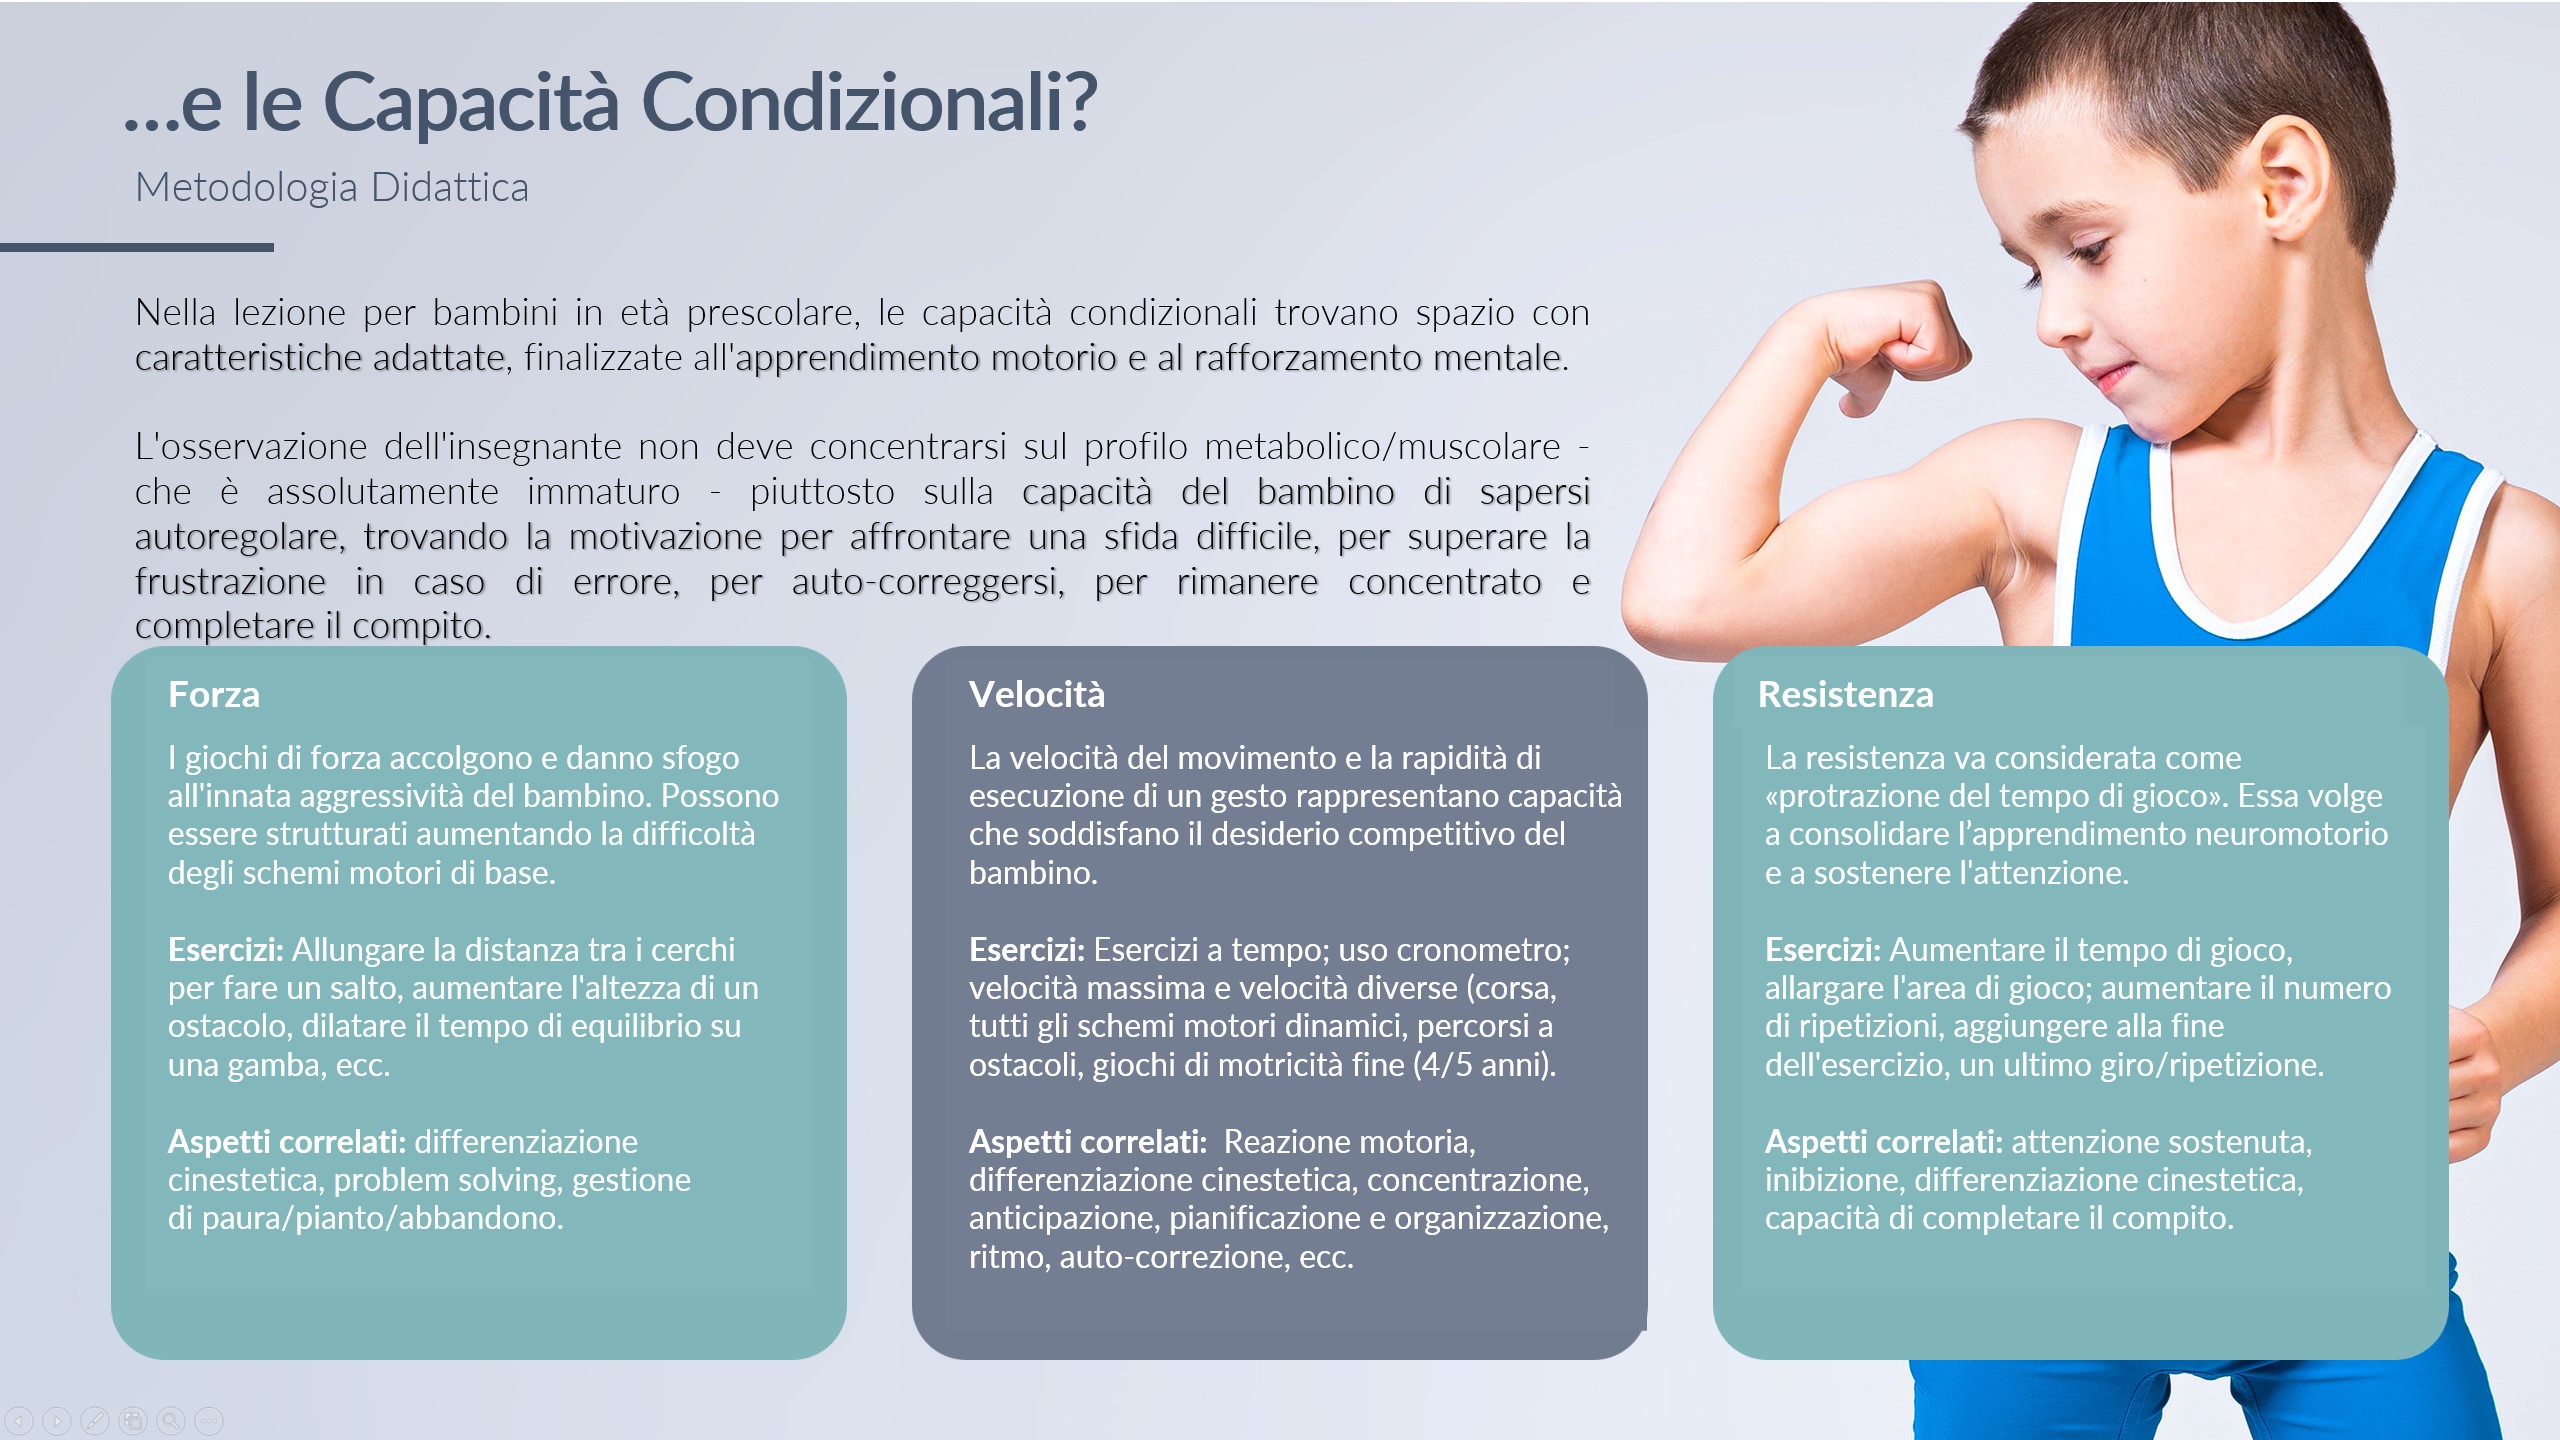 ...e le Capacità Condizionali?
Metodologia Didattica
Nella lezione per bambini in età prescolare, le capacità condizionali trovano spazio con
caratteristiche adattate, finalizzate all'apprendimento motorio e al rafforzamento mentale.
L'osservazione dell'insegnante non deve concentrarsi sul profilo metabolico/muscolare -
che è assolutamente immaturo - piuttosto sulla capacità del bambino di sapersi
autoregolare, trovando la motivazione per affrontare una sfida difficile, per superare la
frustrazione in caso di errore, per auto-correggersi, per rimanere concentrato e
completare il compito.
Forza
I giochi di forza accolgono e danno sfogo
all'innata aggressività del bambino. Possono
essere strutturati aumentando la difficoltà
degli schemi motori di base.
Esercizi: Allungare la distanza tra i cerchi
per fare un salto, aumentare l'altezza di un
ostacolo, dilatare il tempo di equilibrio su
una gamba, ecc.
Aspetti correlati: differenziazione
cinestetica, problem solving, gestione
di paura/pianto/abbandono.
Velocità
La velocità del movimento e la rapidità di
esecuzione di un gesto rappresentano capacità
che soddisfano il desiderio competitivo del
bambino.
Esercizi: Esercizi a tempo; uso cronometro;
velocità massima e velocità diverse (corsa,
tutti gli schemi motori dinamici, percorsi a
ostacoli, giochi di motricità fine (4/5 anni).
Aspetti correlati:  Reazione motoria,
differenziazione cinestetica, concentrazione,
anticipazione, pianificazione e organizzazione,
ritmo, auto-correzione, ecc.
Resistenza
La resistenza va considerata come
«protrazione del tempo di gioco». Essa volge
a consolidare l’apprendimento neuromotorio
e a sostenere l'attenzione.
Esercizi: Aumentare il tempo di gioco,
allargare l'area di gioco; aumentare il numero
di ripetizioni, aggiungere alla fine
dell'esercizio, un ultimo giro/ripetizione.
Aspetti correlati: attenzione sostenuta,
inibizione, differenziazione cinestetica,
capacità di completare il compito.